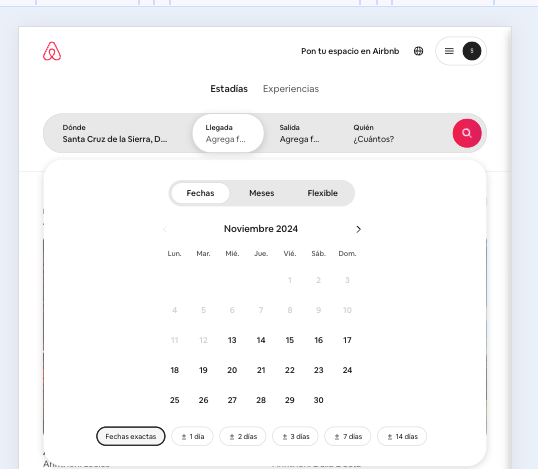 Pon tu espacio en Airbnb
S
Estadías Experiencias
Dónde Llegada Salida Quién
Santa Cruz de la Sierra, D... Agrega f... Agrega f... ¿Cuántos?
Fechas Meses Flexible
Noviembre 2024
Lun. Mar. Mié. Jue. Vié. Sáb. Dom.
1 2 3
4 5 6 7 8 9 10
11 12 13 14 15 16 17
18 19 20 21 22 23 24
25 26 27 28 29 30
Fechas exactas ± 1 día ± 2 días ± 3 días ± 7 días ± 14 días